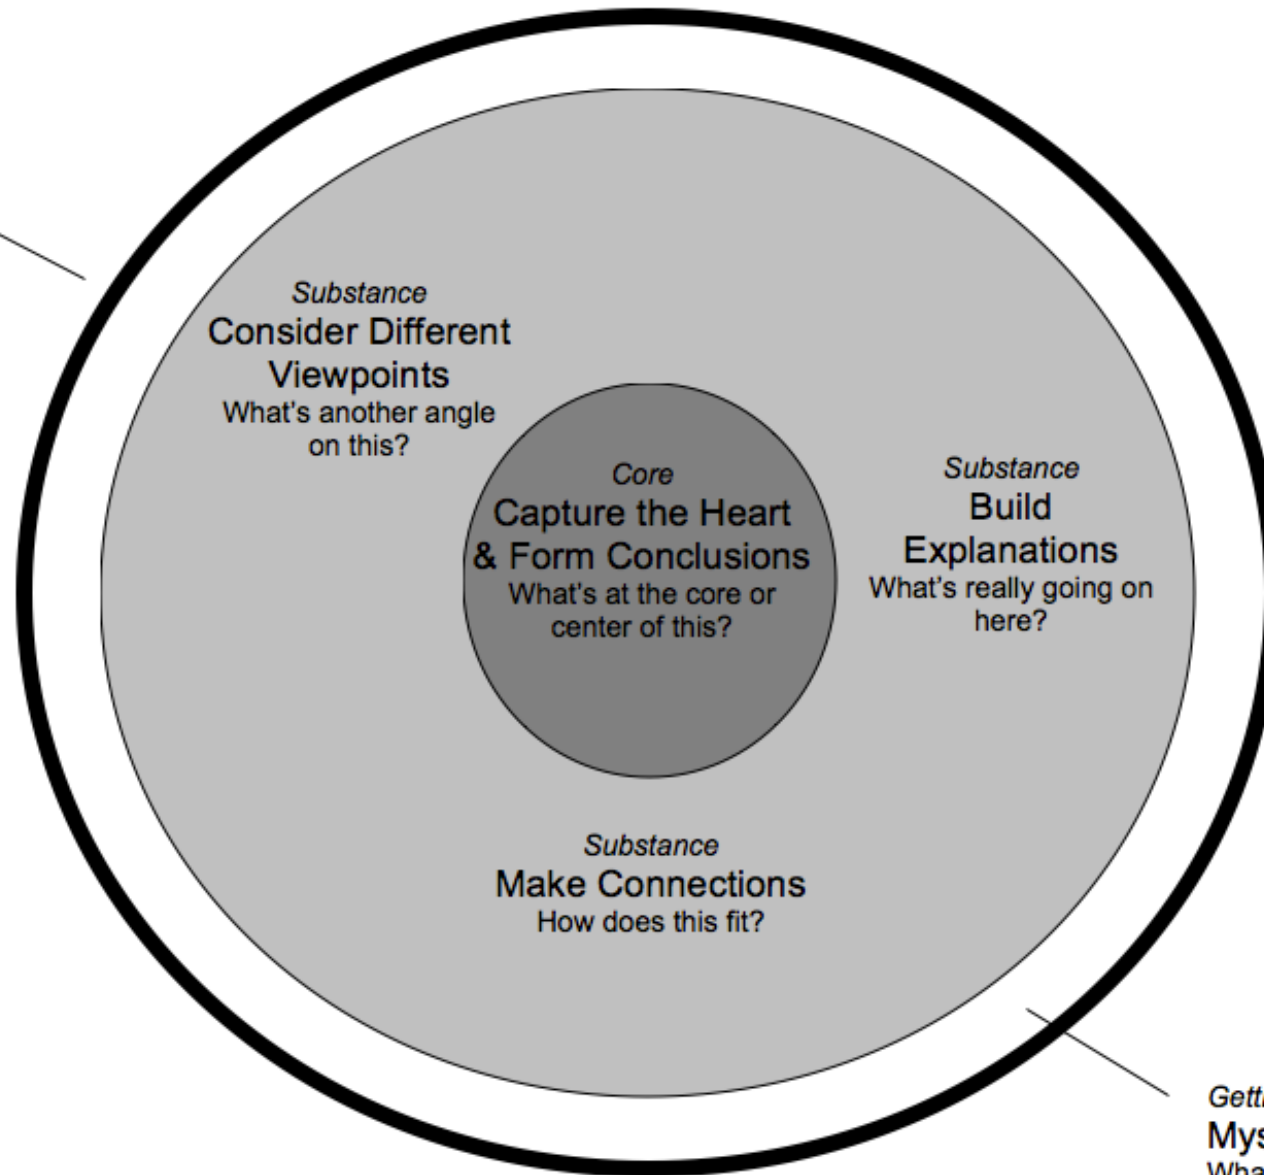 Substance
Consider Different
Viewpoints
What's another angle
on this?
Core
Capture the Heart
& Form Conclusions
What's at the core or
center of this?
Substance
Build
Explanations
What's really going on
here?
Substance
Make Connections
How does this fit?